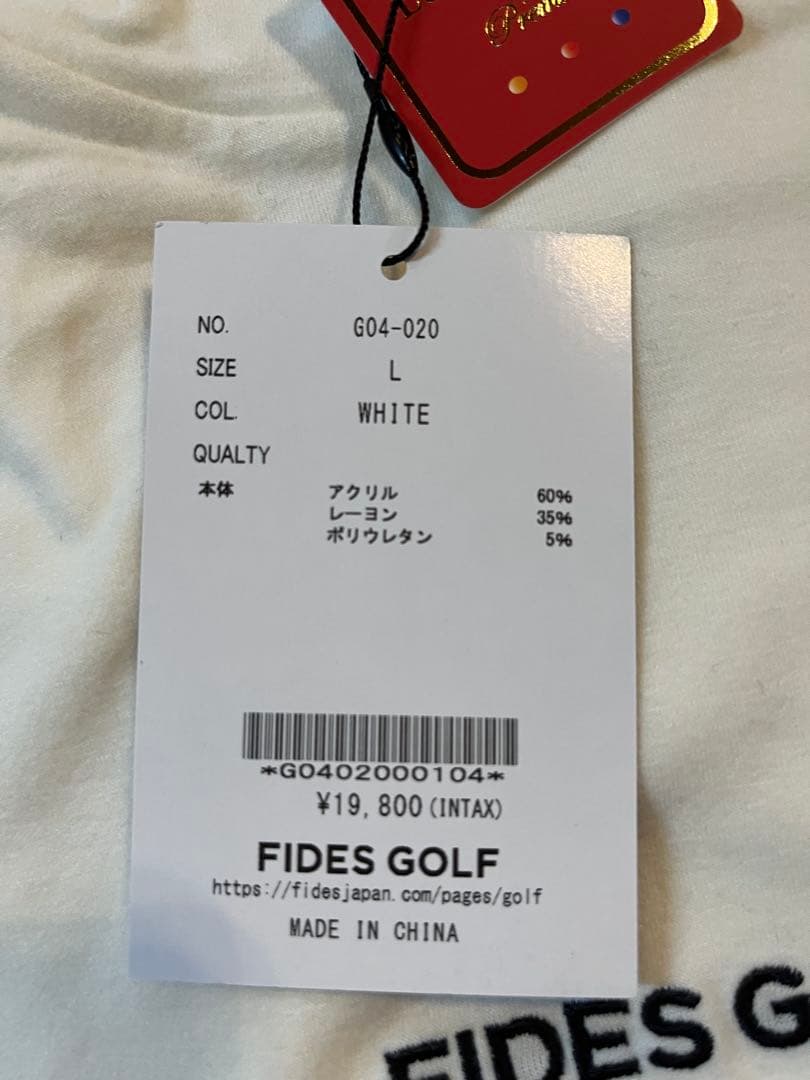 NO. G04-020
SIZE L
COL. WHITE
QUALTY
本体 アクリル 60%
レーヨン 35%
ポリウレタン 5%
*G0402000104*
¥19,800(INTAX)
FIDES GOLF
https://fidesjapan.com/pages/golf
MADE IN CHINA
FIDES G